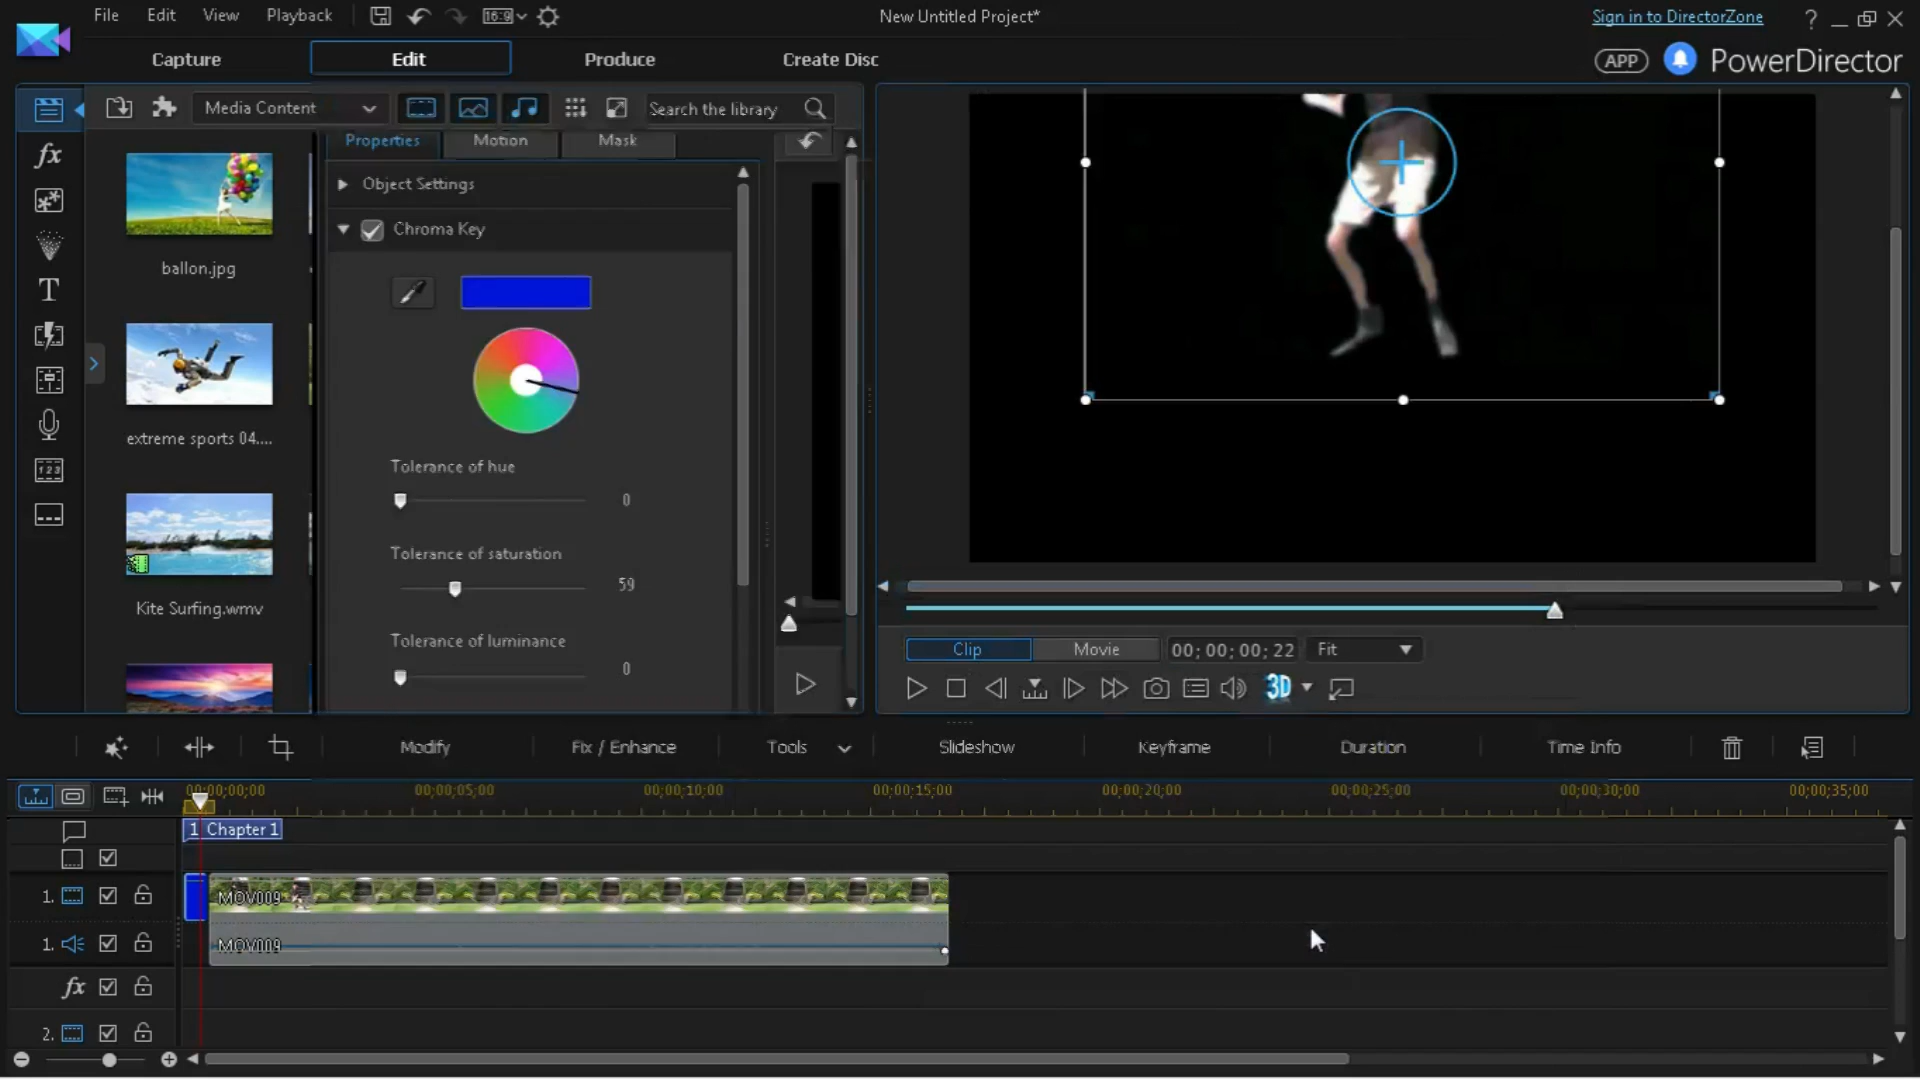 File Edit View Playback 16:9 New Untitled Project* Sign in to DirectorZone ?
Capture Edit Produce Create Disc APP PowerDirector
Media Content Search the library
fx
T
1 2 3
ballon.jpg
extreme sports 04....
Kite Surfing.wmv
Properties Motion Mask
Object Settings
Chroma Key
Tolerance of hue
0
Tolerance of saturation
59
Tolerance of luminance
0
Clip Movie 00; 00; 00; 22 Fit
3D
Modify Fix / Enhance Tools Slideshow Keyframe Duration Time Info
00;00;00;00 00;00;05;00 00;00;10;00 00;00;15;00 00;00;20;00 00;00;25;00 00;00;30;00 00;00;35;00
1 Chapter 1
1. MOV009
1. MOV009
fx
2.